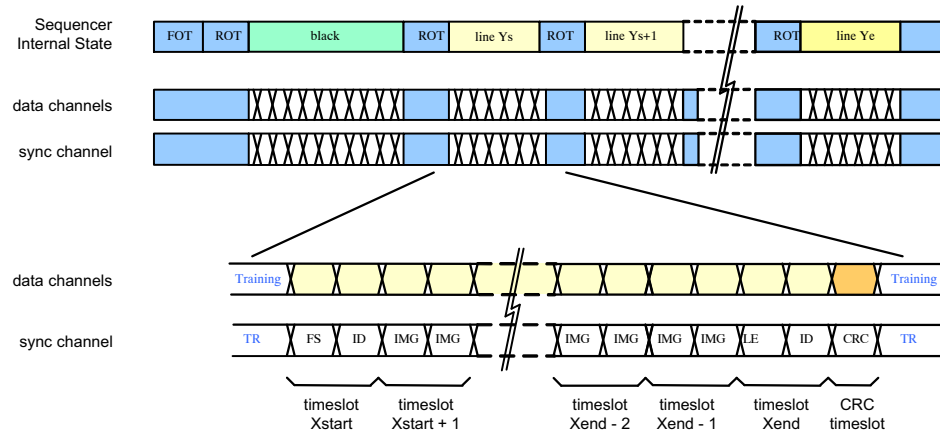 Sequencer
Internal State
FOT ROT black ROT line Ys ROT line Ys+1 ROT line Ye
data channels
sync channel
data channels Training Training
sync channel TR FS ID IMG IMG IMG IMG IMG IMG LE ID CRC TR
timeslot Xstart
timeslot Xstart + 1
timeslot Xend - 2
timeslot Xend - 1
timeslot Xend
CRC timeslot